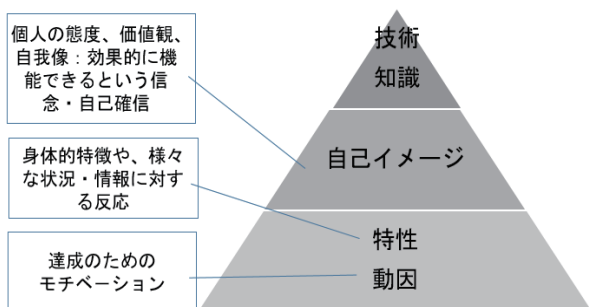 個人の態度、価値観、
自我像：効果的に機
能できるという信
念・自己確信
身体的特徴や、様々
な状況・情報に対す
る反応
達成のための
モチベーション
技術
知識
自己イメージ
特性
動因